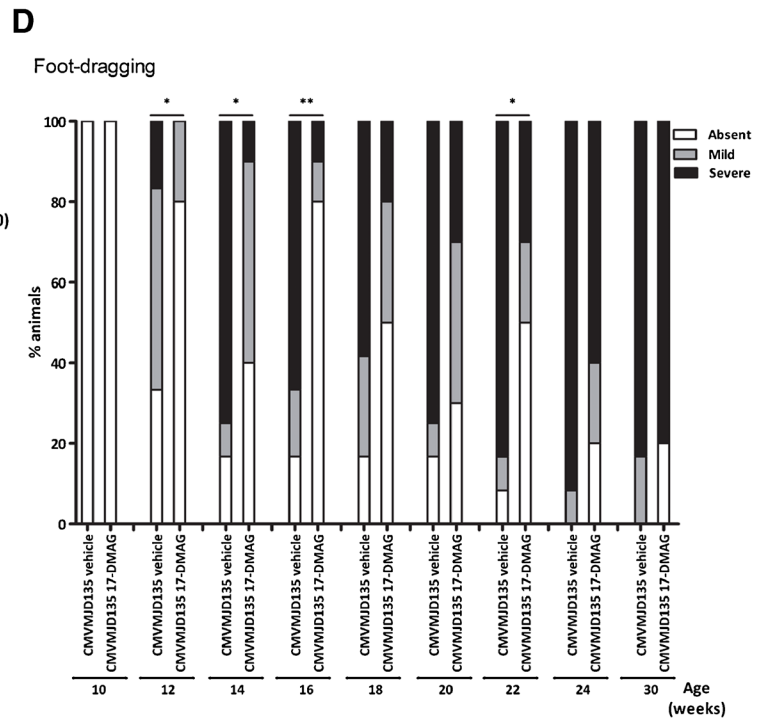 D
Foot-dragging
* * ** *
100
80
60
40
20
0
0)
% animals
Absent
Mild
Severe
CMVMJD135 vehicle
CMVMJD135 17-DMAG
CMVMJD135 vehicle
CMVMJD135 17-DMAG
CMVMJD135 vehicle
CMVMJD135 17-DMAG
CMVMJD135 vehicle
CMVMJD135 17-DMAG
CMVMJD135 vehicle
CMVMJD135 17-DMAG
CMVMJD135 vehicle
CMVMJD135 17-DMAG
CMVMJD135 vehicle
CMVMJD135 17-DMAG
CMVMJD135 vehicle
CMVMJD135 17-DMAG
CMVMJD135 vehicle
CMVMJD135 17-DMAG
10 12 14 16 18 20 22 24 30 Age
(weeks)